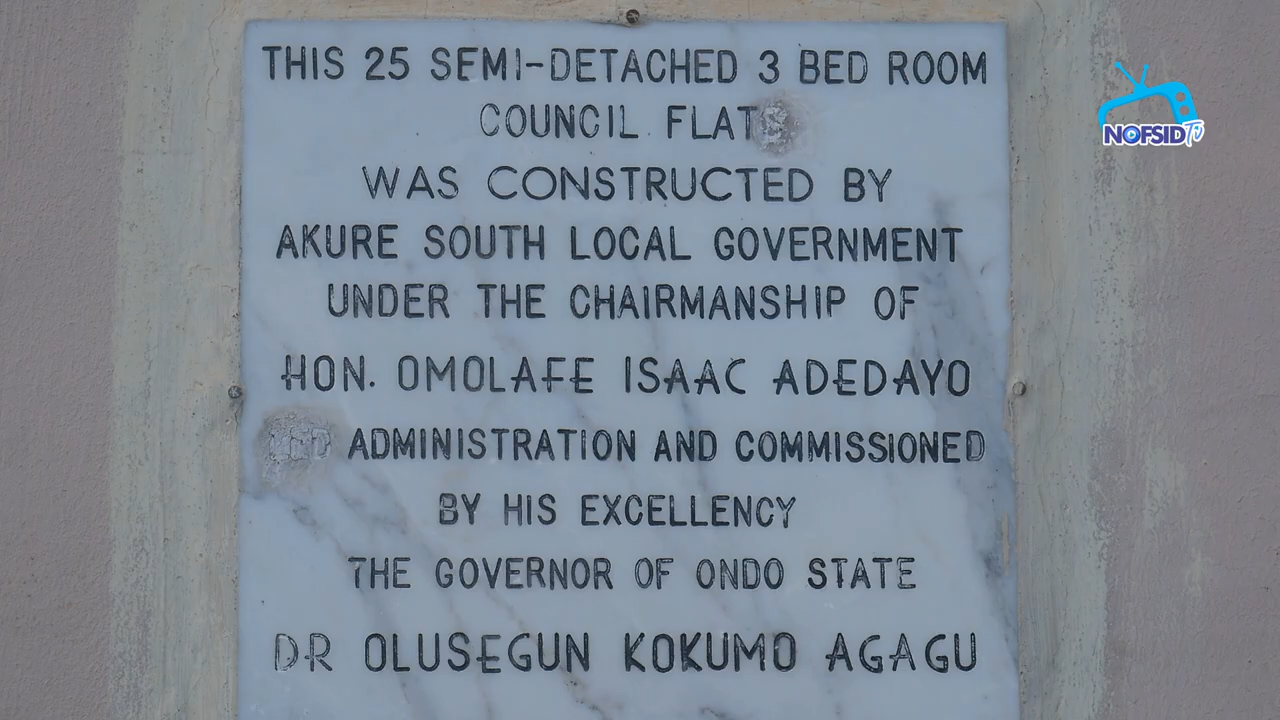 THIS 25 SEMI-DETACHED 3 BED ROOM
COUNCIL FLATS
WAS CONSTRUCTED BY
AKURE SOUTH LOCAL GOVERNMENT
UNDER THE CHAIRMANSHIP OF
HON. OMOLAFE ISAAC ADEDAYO
LED ADMINISTRATION AND COMMISSIONED
BY HIS EXCELLENCY
THE GOVERNOR OF ONDO STATE
DR OLUSEGUN KOKUMO AGAGU
NOFSID TV